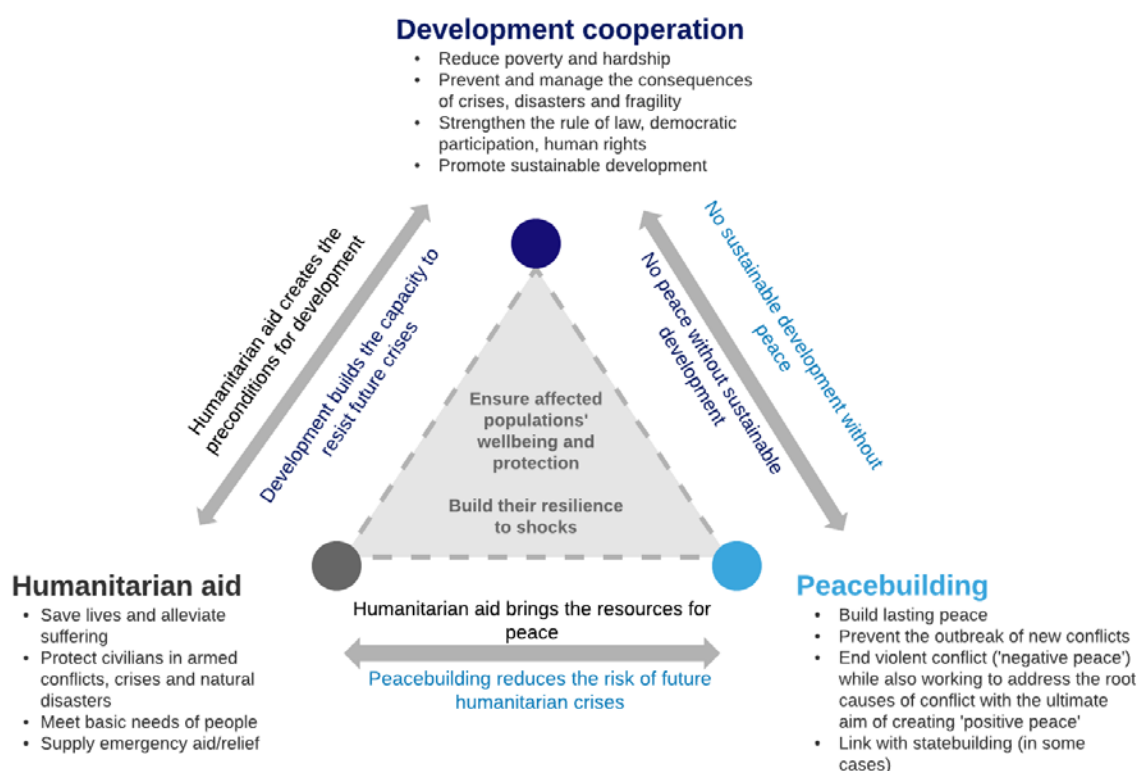 Development cooperation
• Reduce poverty and hardship
• Prevent and manage the consequences
of crises, disasters and fragility
• Strengthen the rule of law, democratic
participation, human rights
• Promote sustainable development
Humanitarian aid creates the
preconditions for development
Development builds the capacity to
resist future crises
No sustainable development without
peace
No peace without sustainable
development
Ensure affected
populations'
wellbeing and
protection
Build their resilience
to shocks
Humanitarian aid
• Save lives and alleviate
suffering
• Protect civilians in armed
conflicts, crises and natural
disasters
• Meet basic needs of people
• Supply emergency aid/relief
Humanitarian aid brings the resources for
peace
Peacebuilding reduces the risk of future
humanitarian crises
Peacebuilding
• Build lasting peace
• Prevent the outbreak of new conflicts
• End violent conflict ('negative peace')
while also working to address the root
causes of conflict with the ultimate
aim of creating 'positive peace'
• Link with statebuilding (in some
cases)